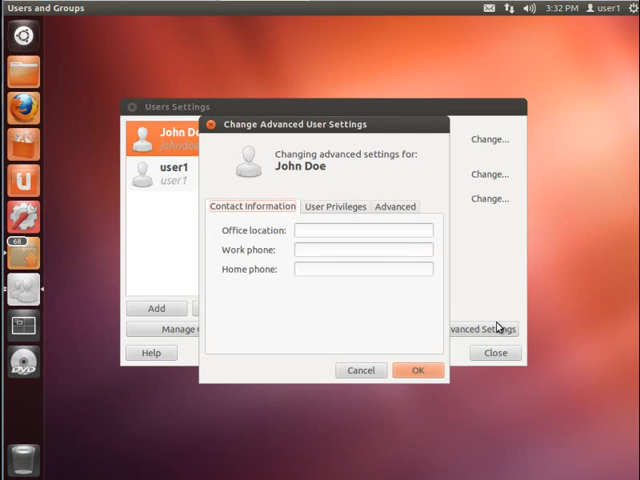 Users and Groups
3:32 PM
user1
Users Settings
Change Advanced User Settings
John Do
johndo
Changing advanced settings for:
John Doe
Change...
user1
user1
Change...
Change...
Contact Information
User Privileges
Advanced
Office location:
Work phone:
Home phone:
68
Add
Manage
Settings
Help
Cancel
OK
Close
DVD